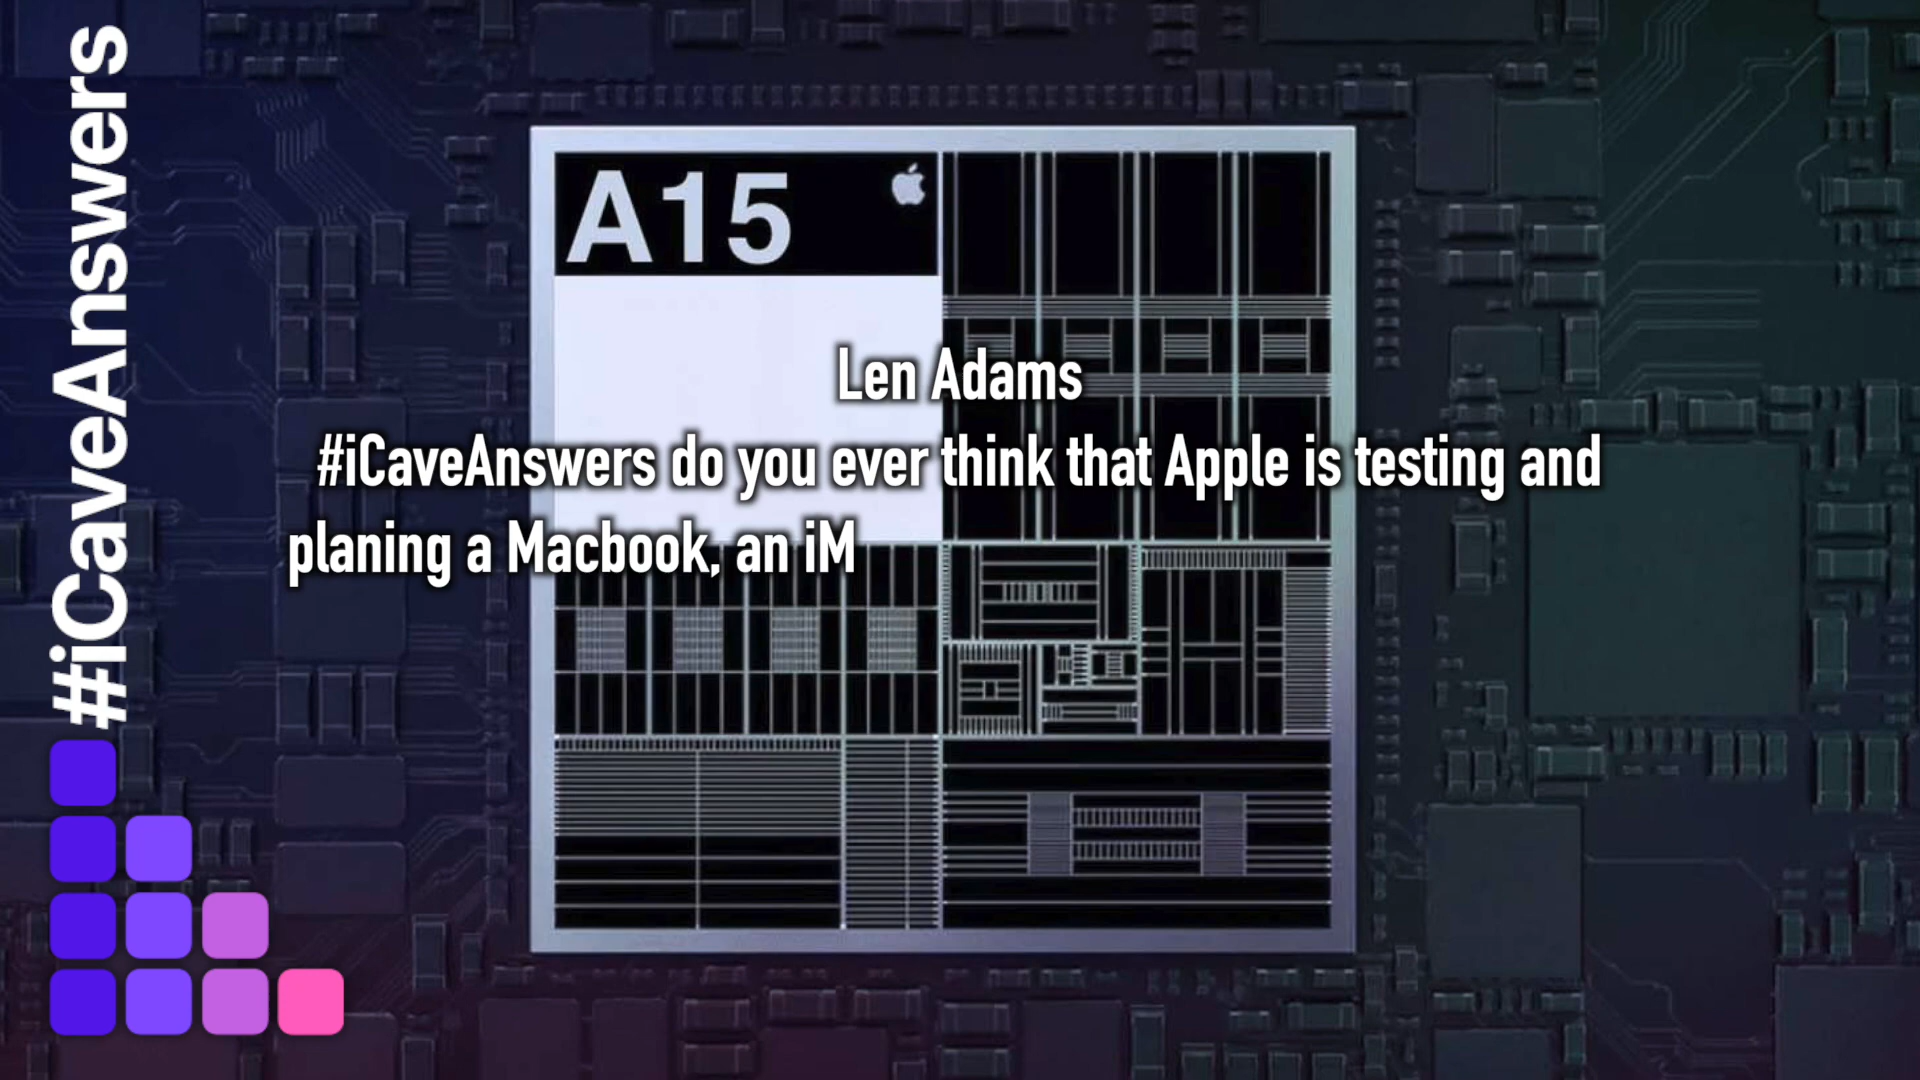 #iCaveAnswers
A15
Len Adams
#iCaveAnswers do you ever think that Apple is testing and
planing a Macbook, an iM